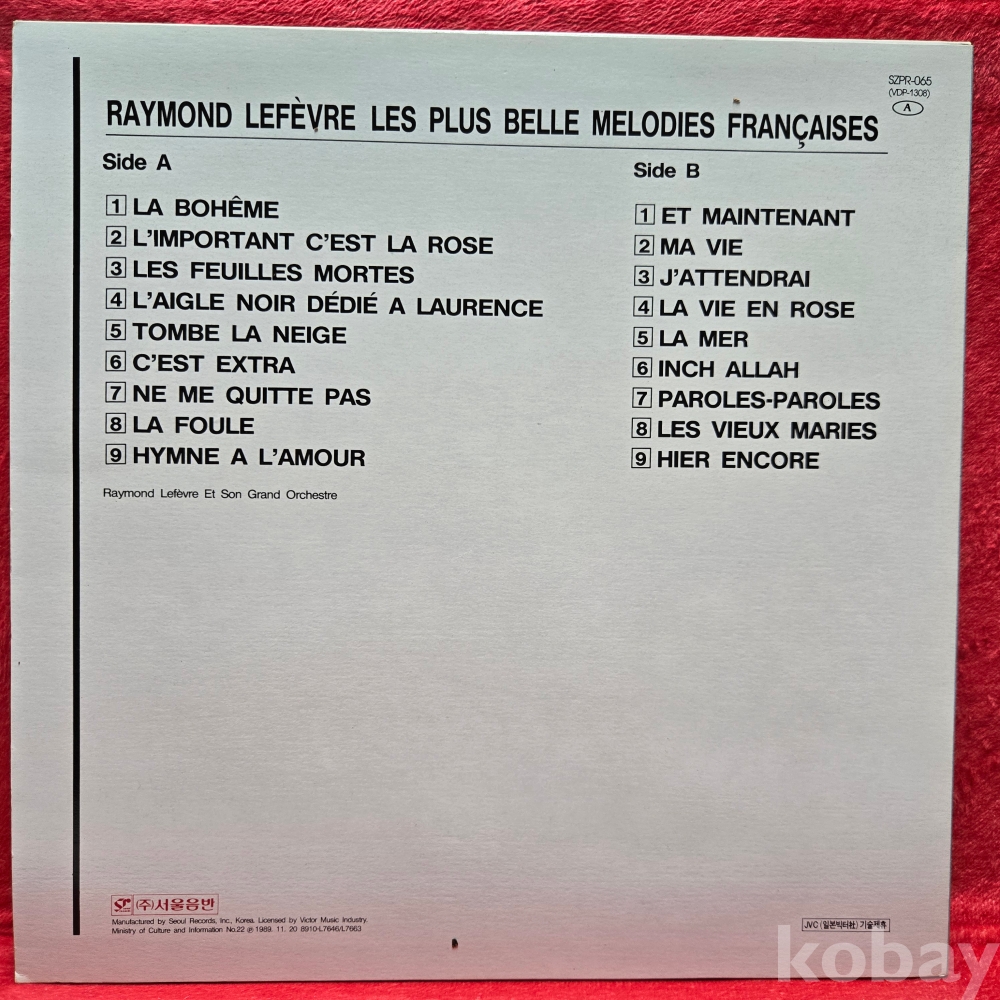 SZPR-065
(VDP-1308)
A
RAYMOND LEFÈVRE LES PLUS BELLE MELODIES FRANÇAISES
Side A
1 LA BOHÊME
2 L'IMPORTANT C'EST LA ROSE
3 LES FEUILLES MORTES
4 L'AIGLE NOIR DÉDIÉ A LAURENCE
5 TOMBE LA NEIGE
6 C'EST EXTRA
7 NE ME QUITTE PAS
8 LA FOULE
9 HYMNE A L'AMOUR
Raymond Lefèvre Et Son Grand Orchestre
Side B
1 ET MAINTENANT
2 MA VIE
3 J'ATTENDRAI
4 LA VIE EN ROSE
5 LA MER
6 INCH ALLAH
7 PAROLES-PAROLES
8 LES VIEUX MARIES
9 HIER ENCORE
(주)서울음반
Manufactured by Seoul Records, Inc., Korea. Licensed by Victor Music Industry.
Ministry of Culture and Information No.22 ℗ 1989. 11. 20 8910-L7646/L7663
JVC (일본빅터社) 기술제휴
kobay